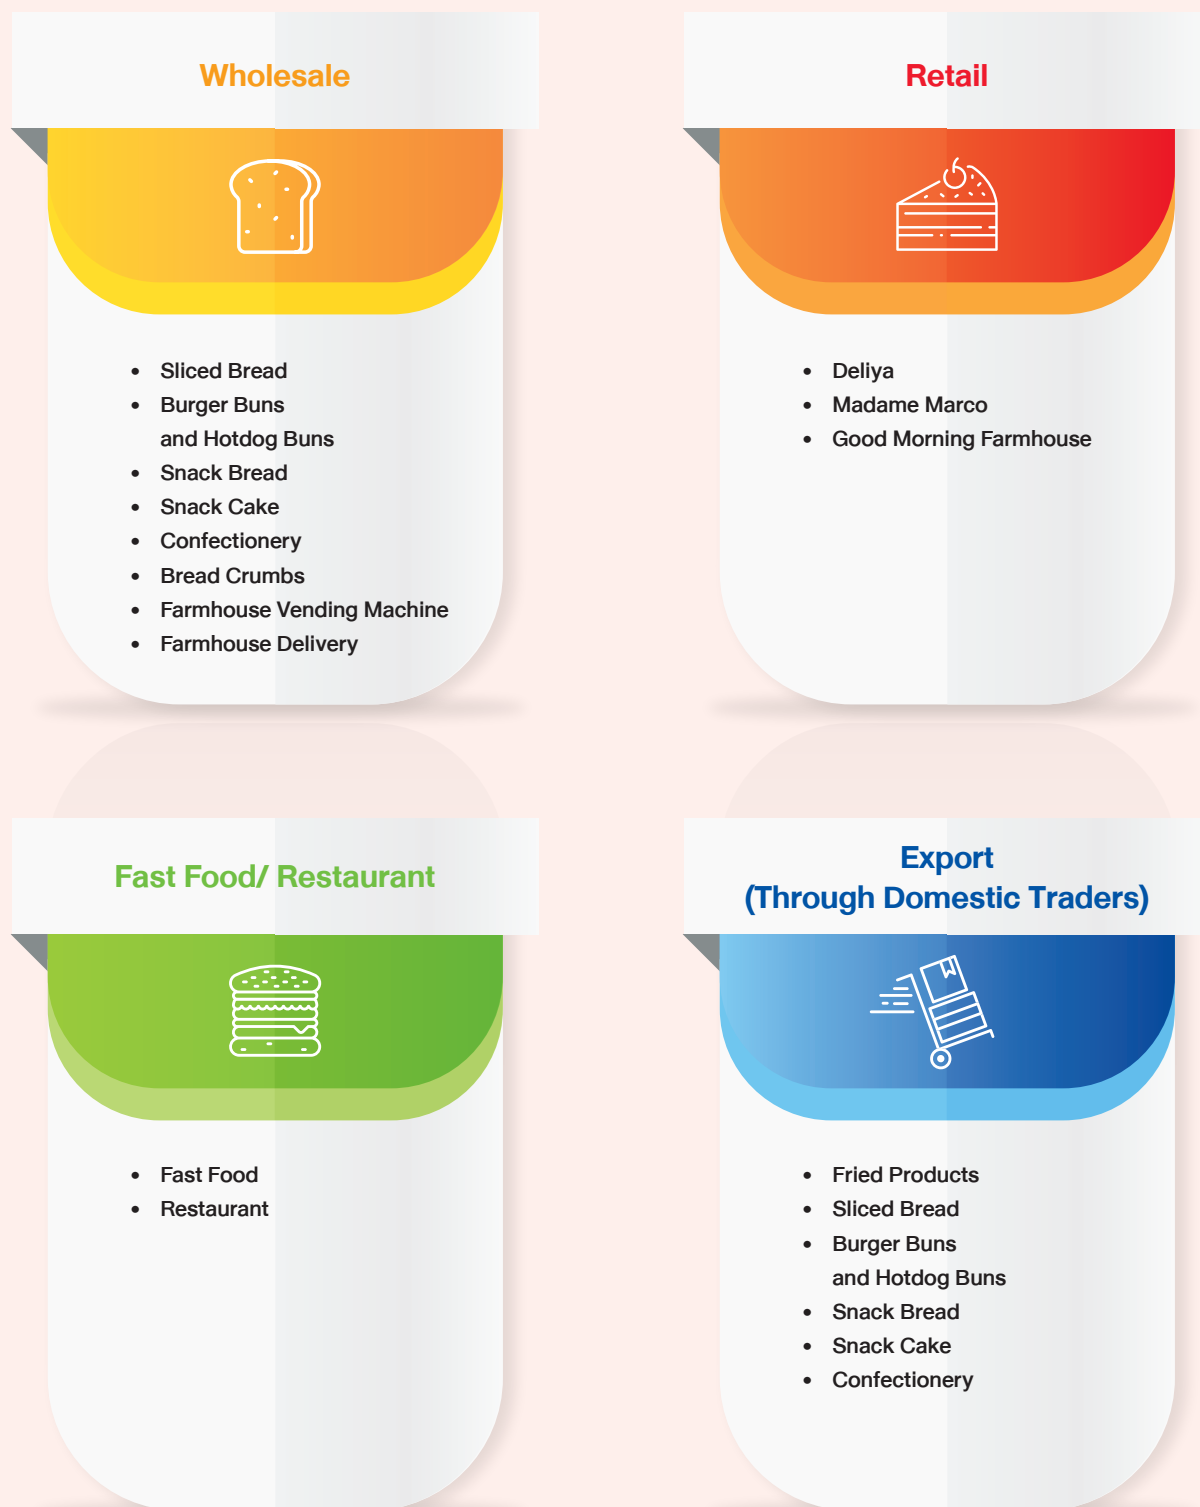 Wholesale
• Sliced Bread
• Burger Buns
and Hotdog Buns
• Snack Bread
• Snack Cake
• Confectionery
• Bread Crumbs
• Farmhouse Vending Machine
• Farmhouse Delivery
Retail
• Deliya
• Madame Marco
• Good Morning Farmhouse
Fast Food/ Restaurant
• Fast Food
• Restaurant
Export
(Through Domestic Traders)
• Fried Products
• Sliced Bread
• Burger Buns
and Hotdog Buns
• Snack Bread
• Snack Cake
• Confectionery